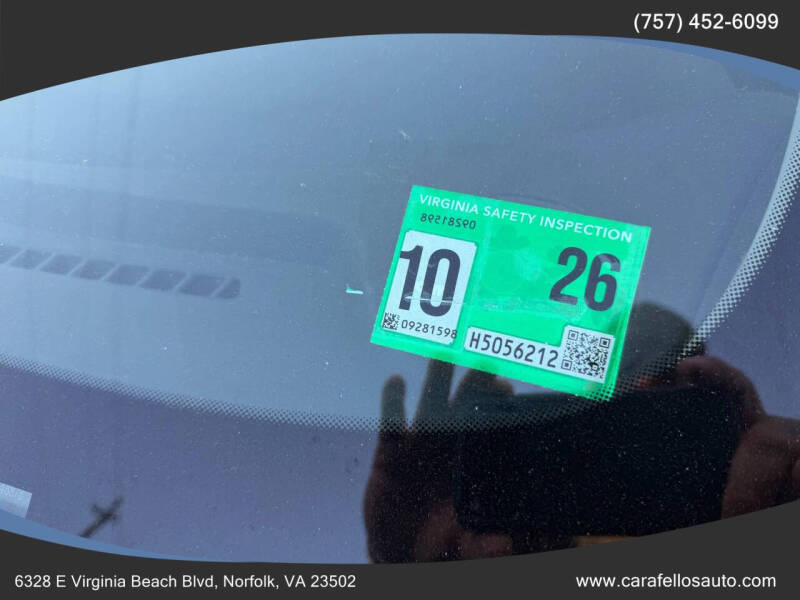 (757) 452-6099
VIRGINIA SAFETY INSPECTION
09281598
10
26
09281598
H5056212
6328 E Virginia Beach Blvd, Norfolk, VA 23502
www.carafellosauto.com